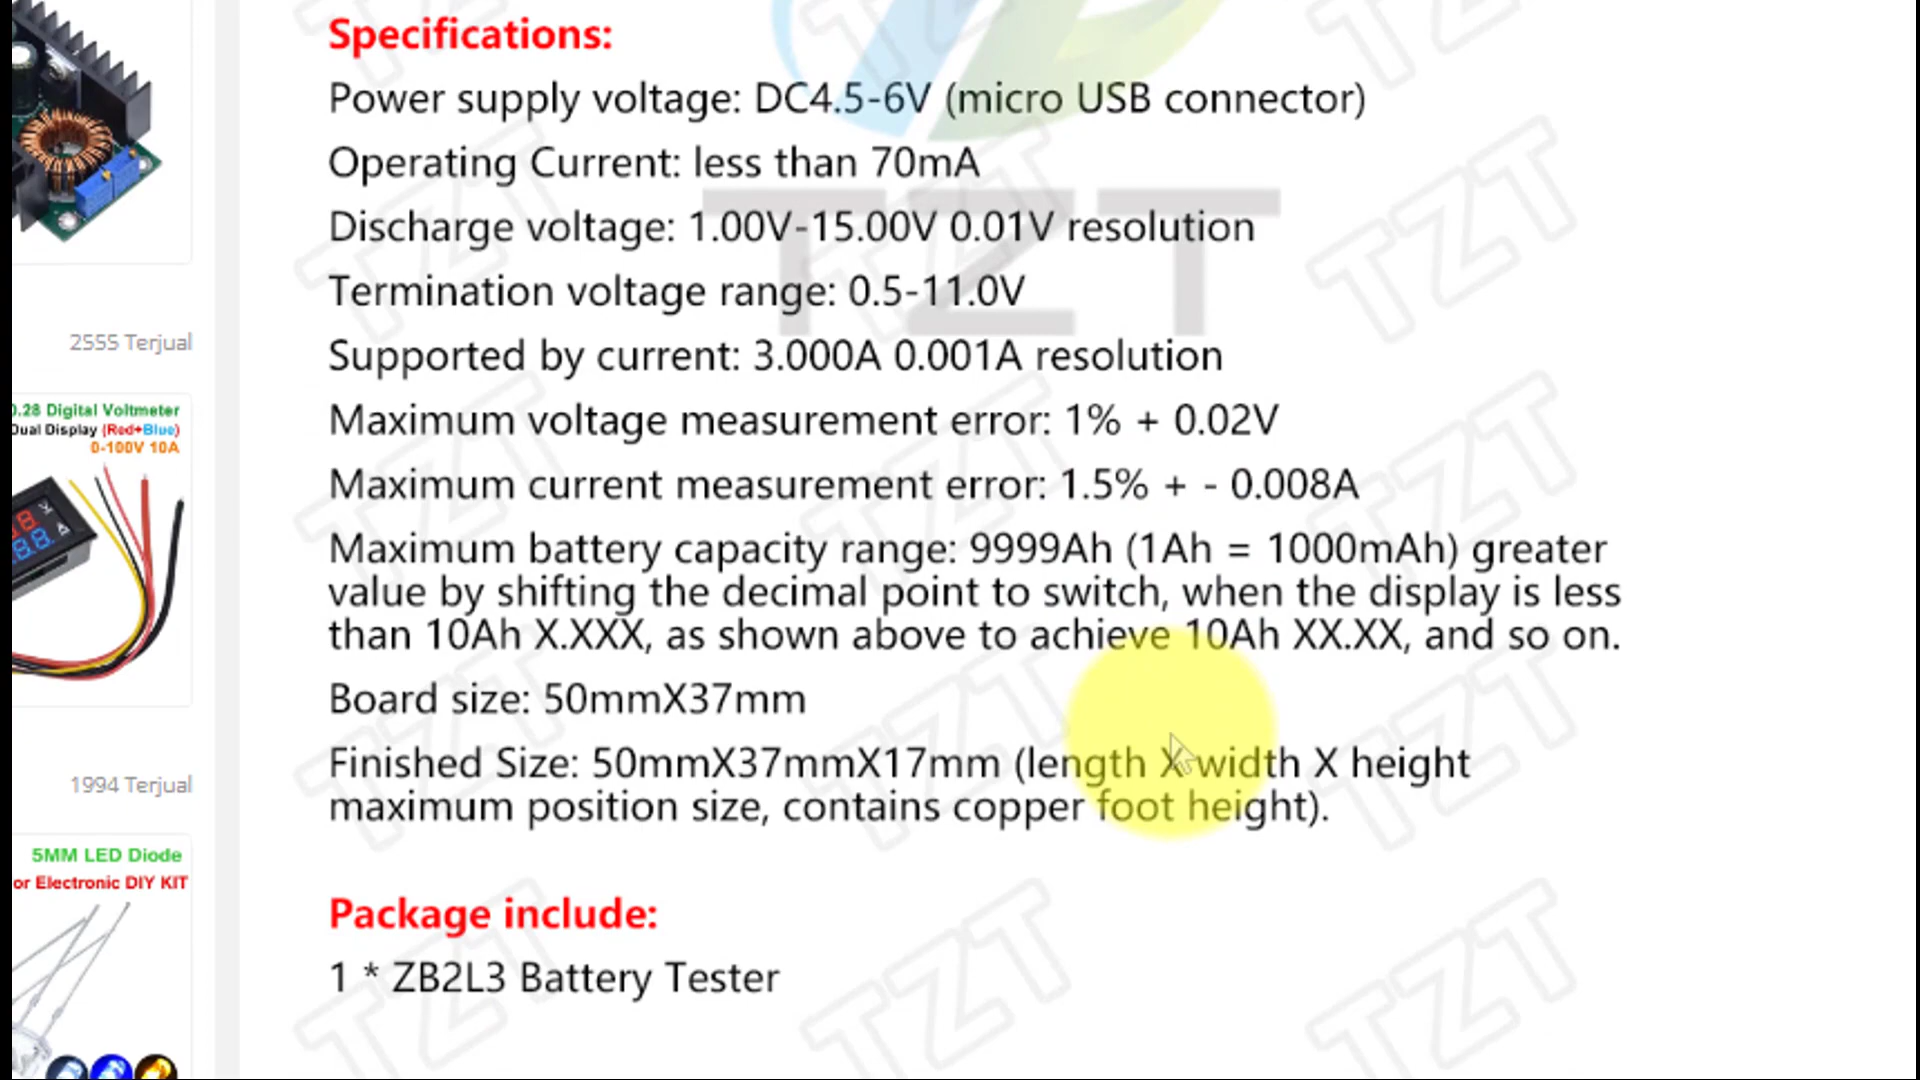 Specifications:
Power supply voltage: DC4.5-6V (micro USB connector)
Operating Current: less than 70mA
Discharge voltage: 1.00V-15.00V 0.01V resolution
Termination voltage range: 0.5-11.0V
Supported by current: 3.000A 0.001A resolution
Maximum voltage measurement error: 1% + 0.02V
Maximum current measurement error: 1.5% + - 0.008A
Maximum battery capacity range: 9999Ah (1Ah = 1000mAh) greater
value by shifting the decimal point to switch, when the display is less
than 10Ah X.XXX, as shown above to achieve 10Ah XX.XX, and so on.
Board size: 50mmX37mm
Finished Size: 50mmX37mmX17mm (length X width X height
maximum position size, contains copper foot height).
Package include:
1 * ZB2L3 Battery Tester
TZT
2555 Terjual
0.28 Digital Voltmeter
Dual Display (Red+Blue)
0-100V 10A
1994 Terjual
5MM LED Diode
or Electronic DIY KIT